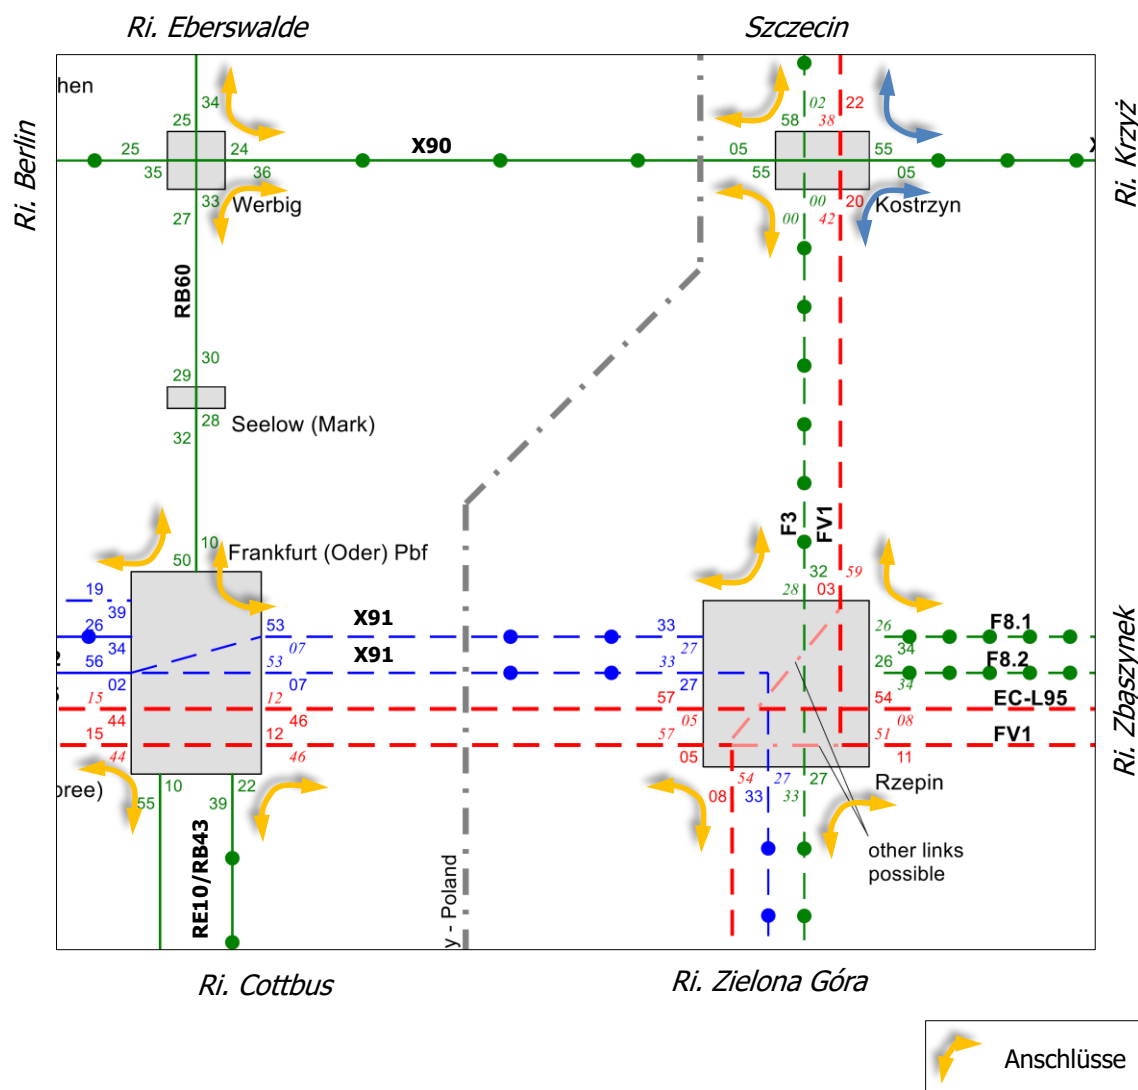 Ri. Eberswalde
Szczecin
hen
Ri. Berlin
Ri. Krzyż
34
25
02
22
58
38
25
24
X90
05
55
35
36
55
05
33
Werbig
00
20
Kostrzyn
27
00
42
RB60
30
29
28
Seelow (Mark)
32
F3
FV1
10
Frankfurt (Oder) Pbf
50
32
59
28
03
19
39
26
53
X91
33
26
F8.1
34
07
27
34
56
53
X91
33
26
F8.2
02
07
27
34
15
12
57
54
EC-L95
44
46
05
08
15
12
57
51
FV1
44
46
05
11
Ri. Zbąszynek
oree)
10
22
54
27
27
Rzepin
55
39
08
33
33
RE10/RB43
other links
possible
y - Poland
Ri. Cottbus
Ri. Zielona Góra
Anschlüsse